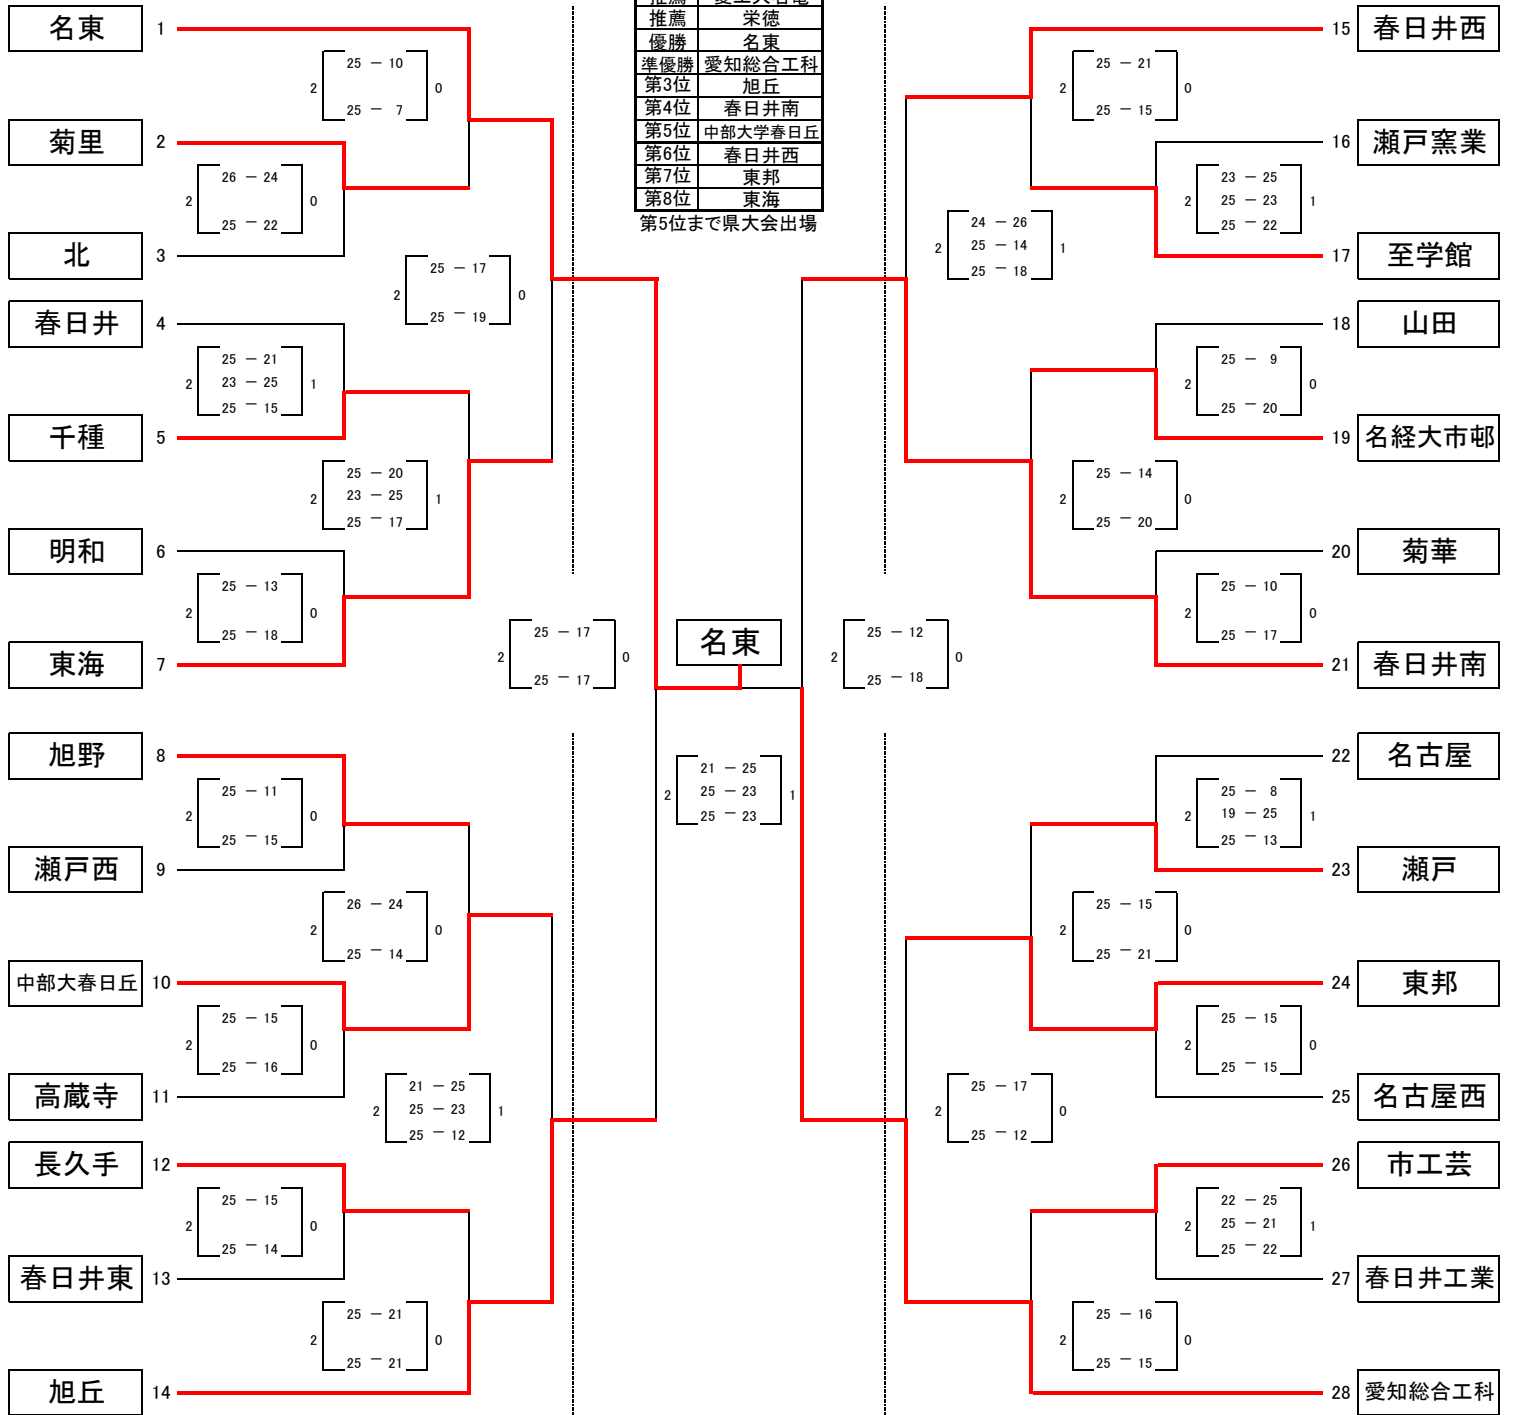 推薦 栄徳
優勝 名東
準優勝 愛知総合工科
第3位 旭丘
第4位 春日井南
第5位 中部大学春日丘
第6位 春日井西
第7位 東邦
第8位 東海
第5位まで県大会出場
名東 1
2 25 － 10 0
25 － 7
菊里 2
2 26 － 24 0
25 － 22
北 3
2 25 － 17 0
25 － 19
春日井 4
25 － 21
2 23 － 25 1
25 － 15
千種 5
25 － 20
2 23 － 25 1
25 － 17
明和 6
2 25 － 13 0
25 － 18
東海 7
2 25 － 17 0
25 － 17
旭野 8
2 25 － 11 0
25 － 15
瀬戸西 9
2 26 － 24 0
25 － 14
中部大春日丘 10
2 25 － 15 0
25 － 16
高蔵寺 11
21 － 25
2 25 － 23 1
25 － 12
長久手 12
2 25 － 15 0
25 － 14
春日井東 13
2 25 － 21 0
25 － 21
旭丘 14
名東
21 － 25
2 25 － 23 1
25 － 23
15 春日井西
2 25 － 21 0
25 － 15
16 瀬戸窯業
23 － 25
2 25 － 23 1
25 － 22
17 至学館
24 － 26
2 25 － 14 1
25 － 18
18 山田
2 25 － 9 0
25 － 20
19 名経大市邨
2 25 － 14 0
25 － 20
20 菊華
2 25 － 10 0
25 － 17
21 春日井南
2 25 － 12 0
25 － 18
22 名古屋
25 － 8
2 19 － 25 1
25 － 13
23 瀬戸
2 25 － 15 0
25 － 21
24 東邦
2 25 － 15 0
25 － 15
25 名古屋西
2 25 － 17 0
25 － 12
26 市工芸
22 － 25
2 25 － 21 1
25 － 22
27 春日井工業
2 25 － 16 0
25 － 15
28 愛知総合工科